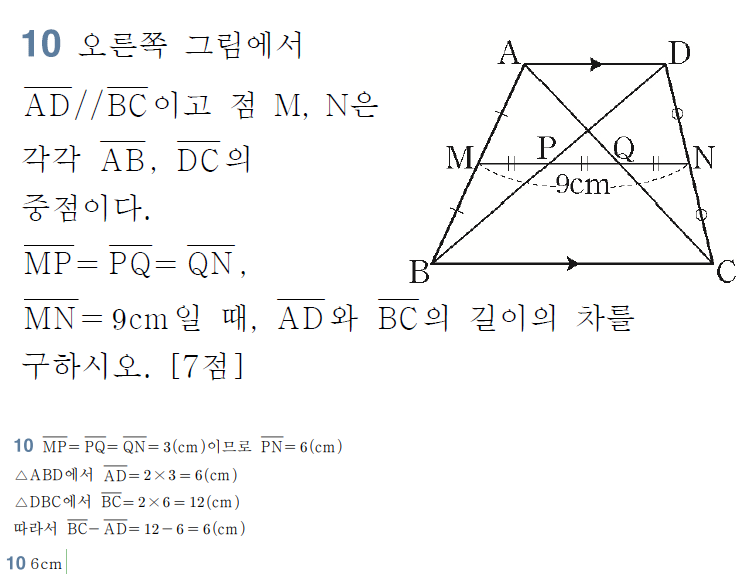 10 오른쪽 그림에서
AD//BC이고 점 M, N은
각각 AB, DC의
중점이다.
MP=PQ=QN,
MN=9cm일 때, AD와 BC의 길이의 차를
구하시오. [7점]
A
D
M
P
Q
N
9cm
B
C
10 MP=PQ=QN=3(cm)이므로 PN=6(cm)
△ABD에서 AD=2×3=6(cm)
△DBC에서 BC=2×6=12(cm)
따라서 BC-AD=12-6=6(cm)
10 6cm